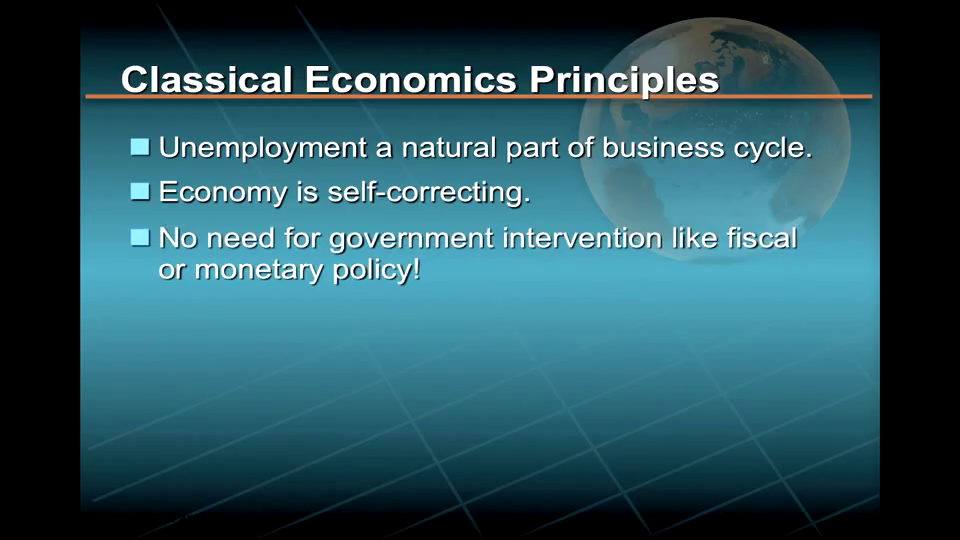 Classical Economics Principles
Unemployment a natural part of business cycle.
Economy is self-correcting.
No need for government intervention like fiscal
or monetary policy!